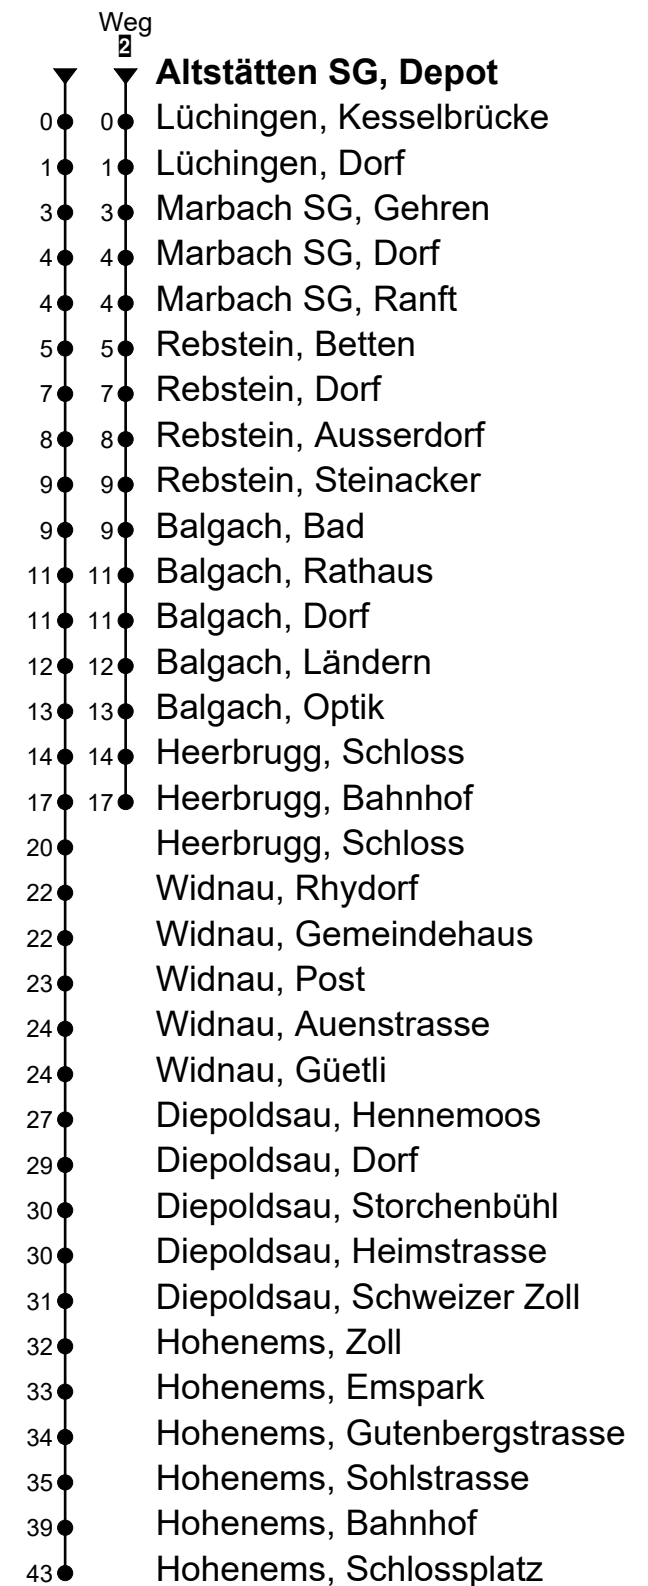 Weg
2
Altstätten SG, Depot
0 0 Lüchingen, Kesselbrücke
1 1 Lüchingen, Dorf
3 3 Marbach SG, Gehren
4 4 Marbach SG, Dorf
4 4 Marbach SG, Ranft
5 5 Rebstein, Betten
7 7 Rebstein, Dorf
8 8 Rebstein, Ausserdorf
9 9 Rebstein, Steinacker
9 9 Balgach, Bad
11 11 Balgach, Rathaus
11 11 Balgach, Dorf
12 12 Balgach, Ländern
13 13 Balgach, Optik
14 14 Heerbrugg, Schloss
17 17 Heerbrugg, Bahnhof
20 Heerbrugg, Schloss
22 Widnau, Rhydorf
22 Widnau, Gemeindehaus
23 Widnau, Post
24 Widnau, Auenstrasse
24 Widnau, Güetli
27 Diepoldsau, Hennemoos
29 Diepoldsau, Dorf
30 Diepoldsau, Storchenbühl
30 Diepoldsau, Heimstrasse
31 Diepoldsau, Schweizer Zoll
32 Hohenems, Zoll
33 Hohenems, Emspark
34 Hohenems, Gutenbergstrasse
35 Hohenems, Sohlstrasse
39 Hohenems, Bahnhof
43 Hohenems, Schlossplatz